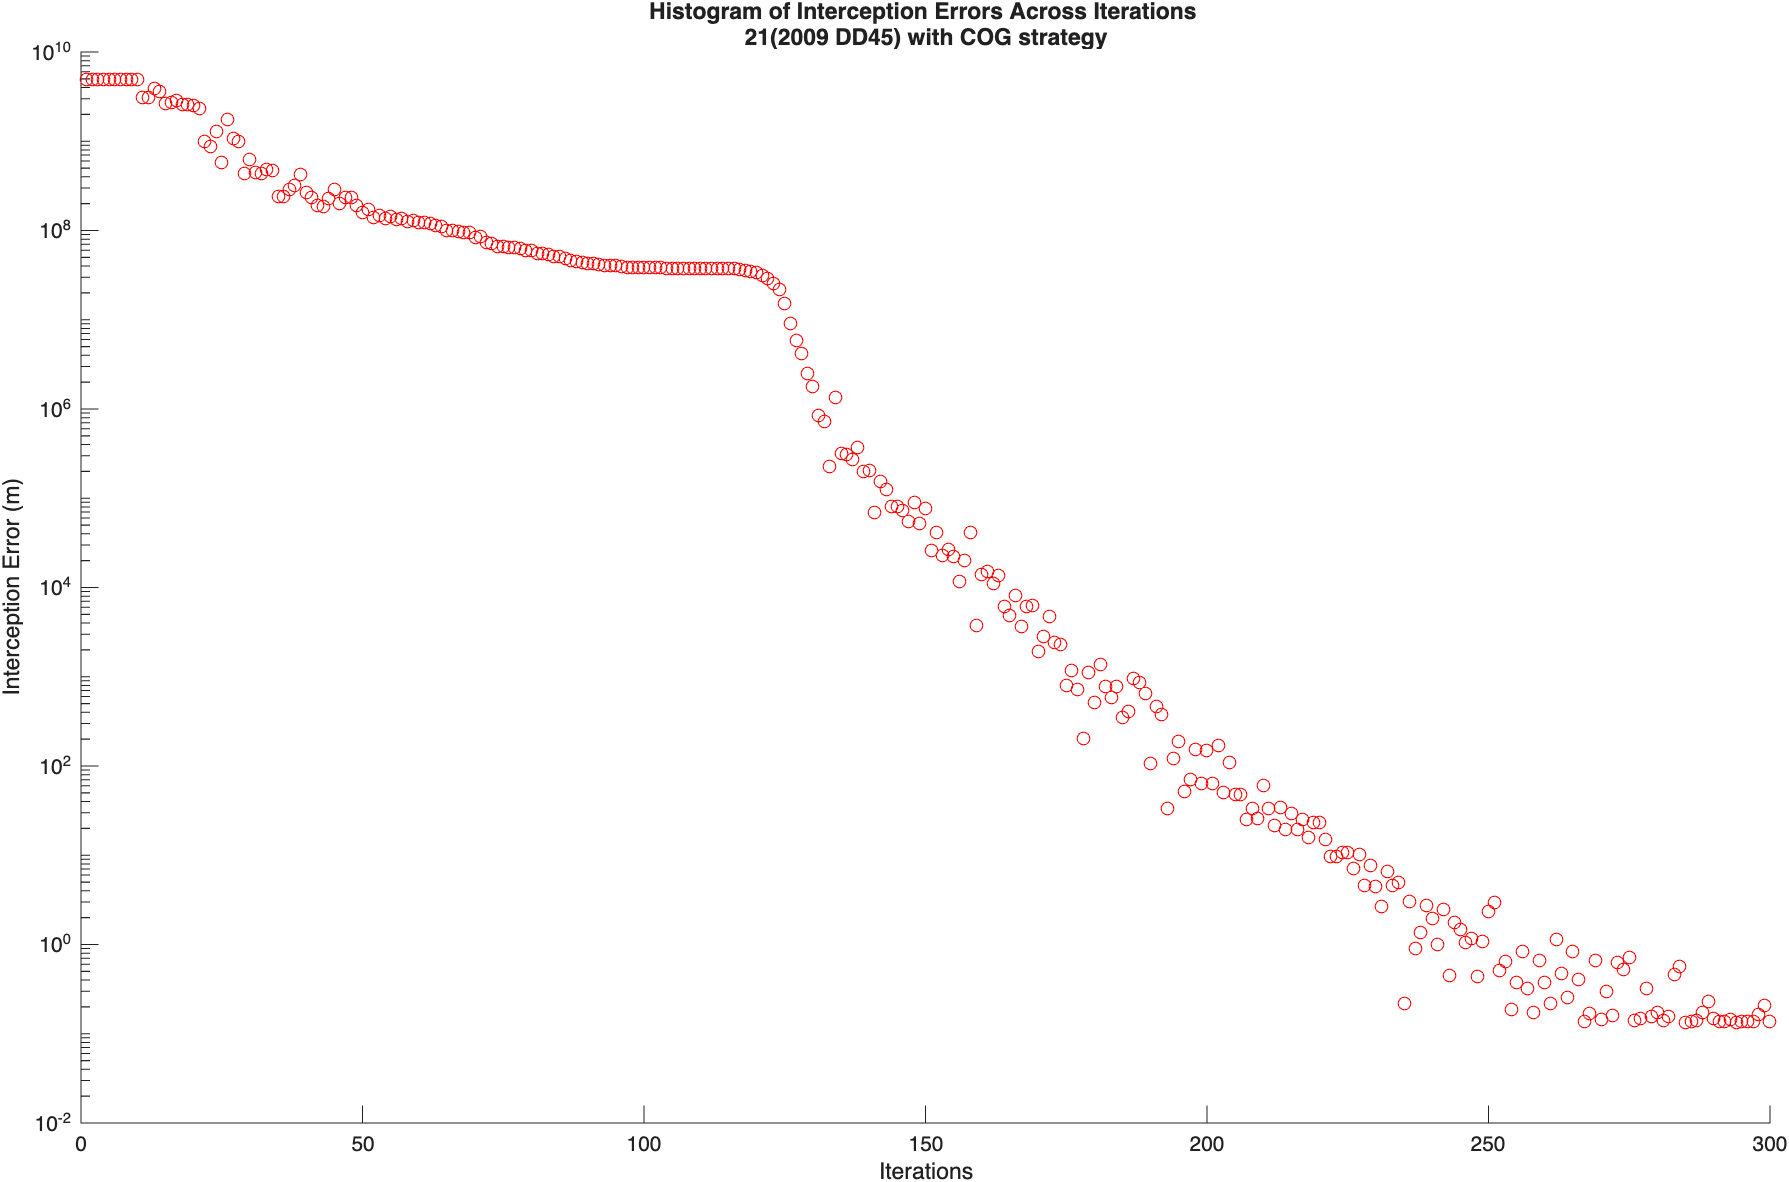 Histogram of Interception Errors Across Iterations
21(2009 DD45) with COG strategy
10^10
10^8
10^6
10^4
10^2
10^0
10^-2
Interception Error (m)
0 50 100 150 200 250 300
Iterations